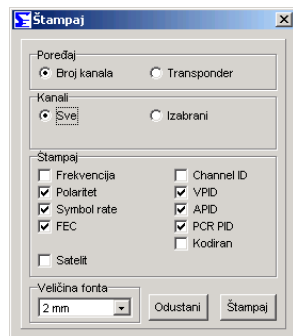 Štampaj
Poređaj
Broj kanala Transponder
Kanali
Sve Izabrani
Štampaj
Frekvencija Channel ID
Polaritet VPID
Symbol rate APID
FEC PCR PID
Kodiran
Satelit
Veličina fonta
2 mm Odustani Štampaj